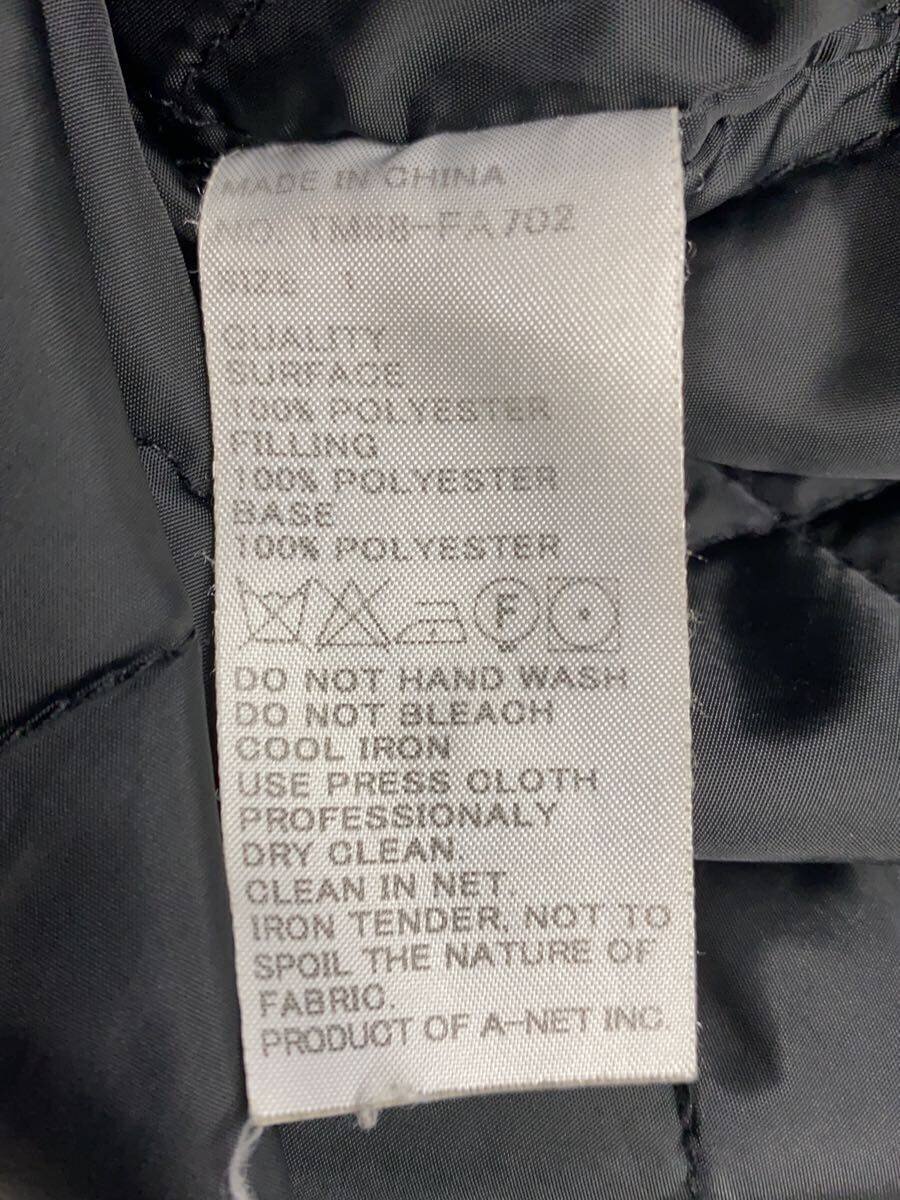 MADE IN CHINA
NO. TM68-FA702
SIZE 1
QUALITY
SURFACE
100% POLYESTER
FILLING
100% POLYESTER
BASE
100% POLYESTER
F
DO NOT HAND WASH
DO NOT BLEACH
COOL IRON
USE PRESS CLOTH
PROFESSIONALY
DRY CLEAN.
CLEAN IN NET.
IRON TENDER, NOT TO
SPOIL THE NATURE OF
FABRIC.
PRODUCT OF A-NET INC.